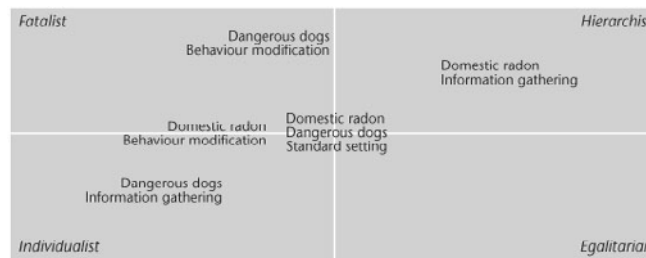 Fatalist
Hierarchis
Dangerous dogs
Behaviour modification
Domestic radon
Information gathering
Domestic radon
Behaviour modification
Domestic radon
Dangerous dogs
Standard setting
Dangerous dogs
Information gathering
Individualist
Egalitarian